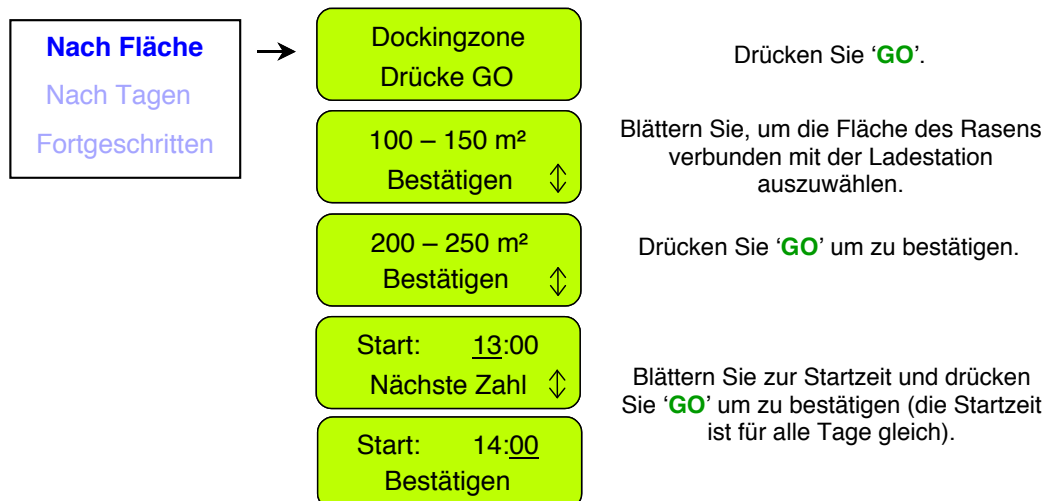 Nach Fläche
Nach Tagen
Fortgeschritten
Dockingzone
Drücke GO
Drücken Sie ‘GO’.
100 – 150 m²
Bestätigen
Blättern Sie, um die Fläche des Rasens
verbunden mit der Ladestation
auszuwählen.
200 – 250 m²
Bestätigen
Drücken Sie ‘GO’ um zu bestätigen.
Start: 13:00
Nächste Zahl
Start: 14:00
Bestätigen
Blättern Sie zur Startzeit und drücken
Sie ‘GO’ um zu bestätigen (die Startzeit
ist für alle Tage gleich).